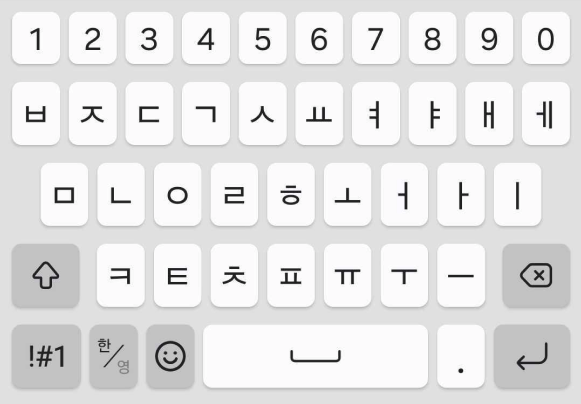 1 2 3 4 5 6 7 8 9 0
ㅂ ㅈ ㄷ ㄱ ㅅ ㅛ ㅕ ㅑ ㅐ ㅔ
ㅁ ㄴ ㅇ ㄹ ㅎ ㅗ ㅓ ㅏ ㅣ
ㅋ ㅌ ㅊ ㅍ ㅠ ㅜ ㅡ
!#1 한/영 .